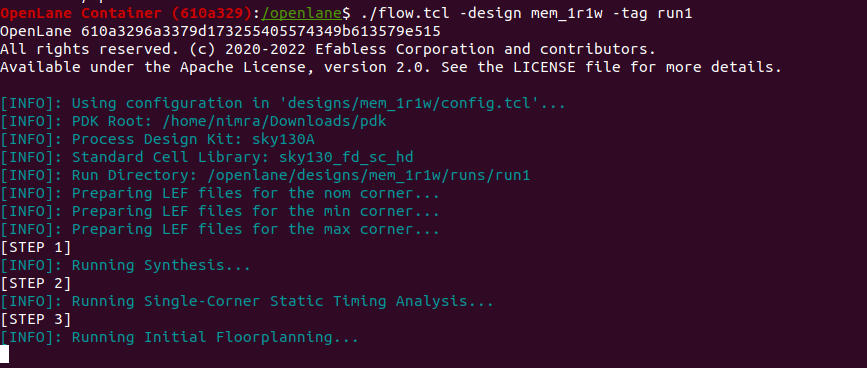 OpenLane Container (610a329):/openlane$ ./flow.tcl -design mem_1r1w -tag run1
OpenLane 610a3296a3379d173255405574349b613579e515
All rights reserved. (c) 2020-2022 Efabless Corporation and contributors.
Available under the Apache License, version 2.0. See the LICENSE file for more details.
[INFO]: Using configuration in 'designs/mem_1r1w/config.tcl'...
[INFO]: PDK Root: /home/nimra/Downloads/pdk
[INFO]: Process Design Kit: sky130A
[INFO]: Standard Cell Library: sky130_fd_sc_hd
[INFO]: Run Directory: /openlane/designs/mem_1r1w/runs/run1
[INFO]: Preparing LEF files for the nom corner...
[INFO]: Preparing LEF files for the min corner...
[INFO]: Preparing LEF files for the max corner...
[STEP 1]
[INFO]: Running Synthesis...
[STEP 2]
[INFO]: Running Single-Corner Static Timing Analysis...
[STEP 3]
[INFO]: Running Initial Floorplanning...